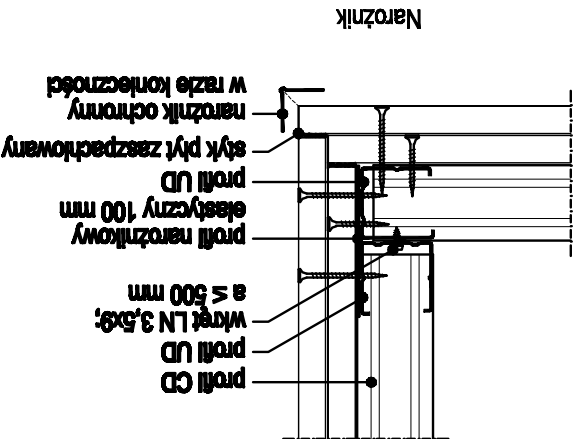 profil CD
profil UD
wkręt LN 3,5x9;
a ≤ 500 mm
profil narożnikowy
elastyczny 100 mm
profil UD
styk płyt zaszpachlowany
narożnik ochronny
w razie konieczności
Narożnik